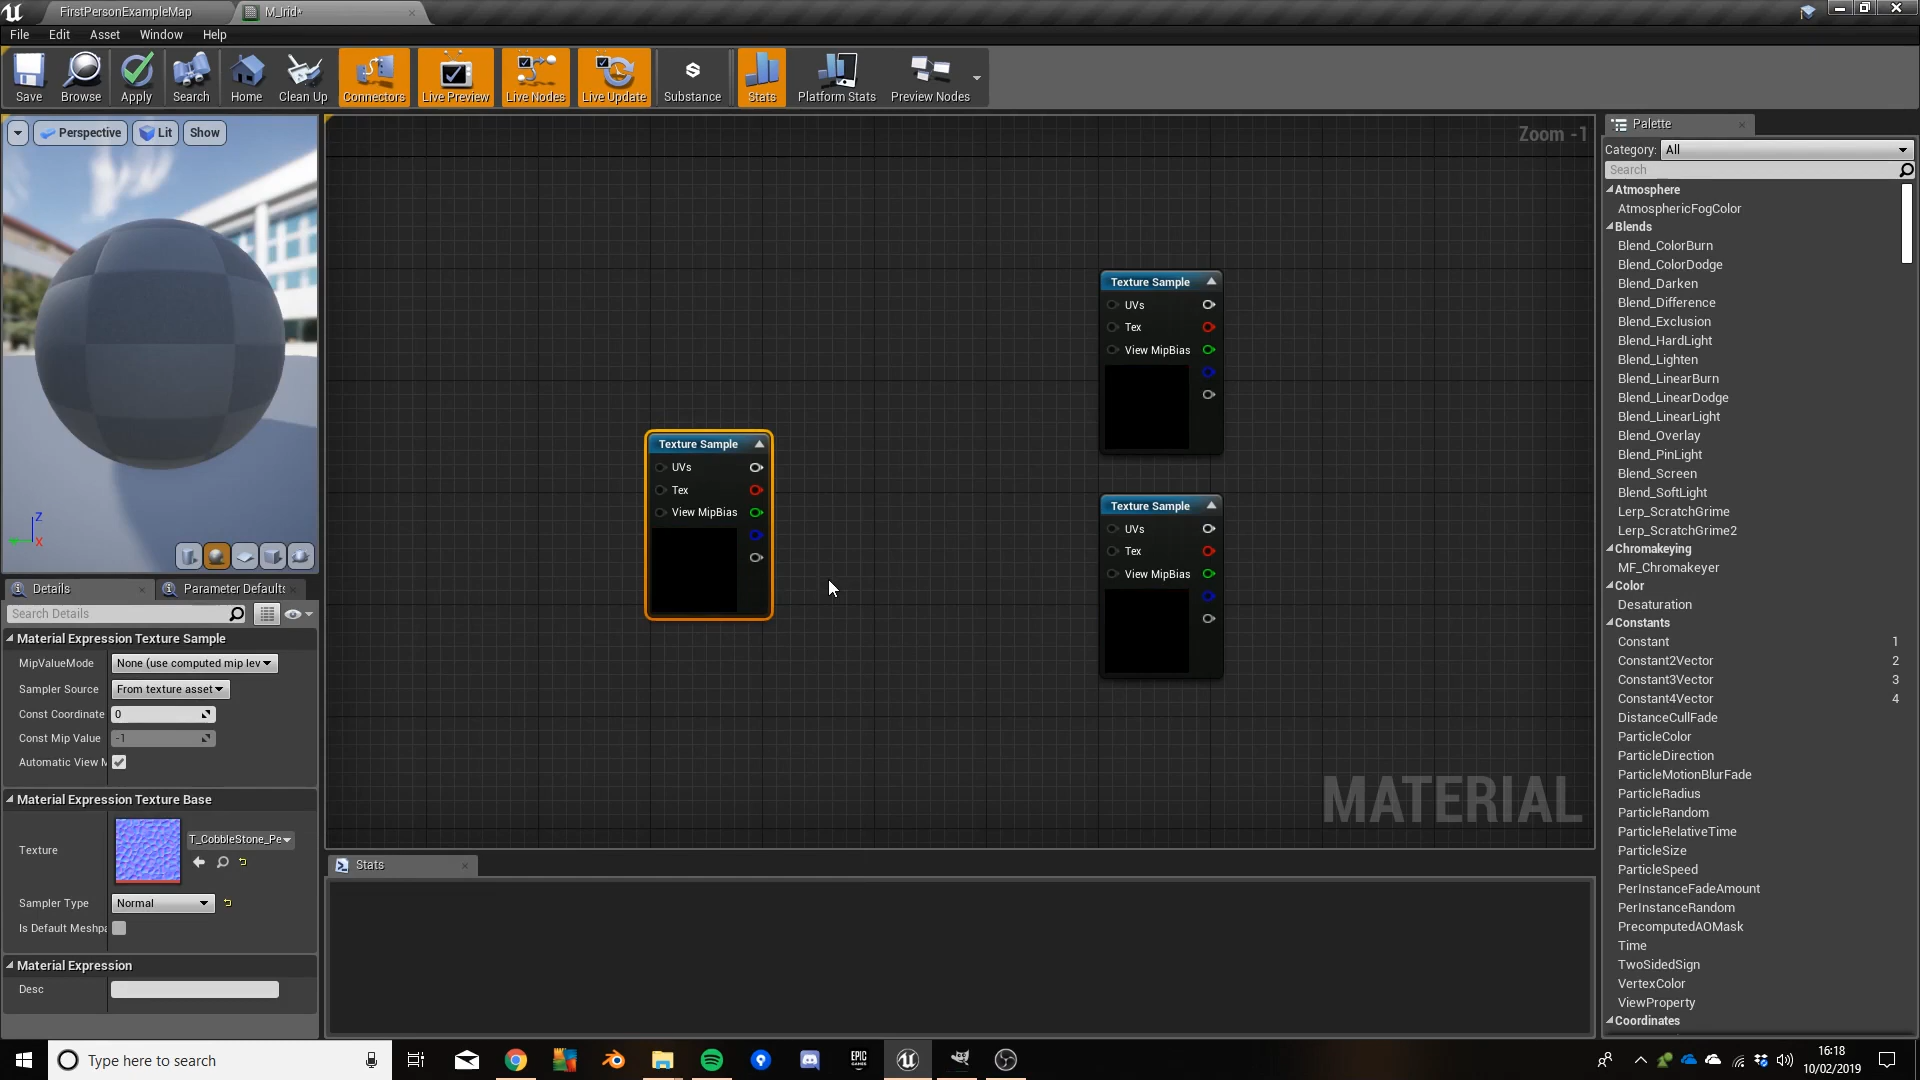 FirstPersonExampleMap
M_Irid*
File Edit Asset Window Help
Save Browse Apply Search Home Clean Up Connectors Live Preview Live Nodes Live Update Substance Stats Platform Stats Preview Nodes
Perspective Lit Show
Zoom -1
Palette
Category: All
Search
Atmosphere
AtmosphericFogColor
Blends
Blend_ColorBurn
Blend_ColorDodge
Blend_Darken
Blend_Difference
Blend_Exclusion
Blend_HardLight
Blend_Lighten
Blend_LinearBurn
Blend_LinearDodge
Blend_LinearLight
Blend_Overlay
Blend_PinLight
Blend_Screen
Blend_SoftLight
Lerp_ScratchGrime
Lerp_ScratchGrime2
Chromakeying
MF_Chromakeyer
Color
Desaturation
Constants
Constant 1
Constant2Vector 2
Constant3Vector 3
Constant4Vector 4
DistanceCullFade
ParticleColor
ParticleDirection
ParticleMotionBlurFade
ParticleRadius
ParticleRandom
ParticleRelativeTime
ParticleSize
ParticleSpeed
PerInstanceFadeAmount
PerInstanceRandom
PrecomputedAOMask
Time
TwoSidedSign
VertexColor
ViewProperty
Coordinates
Texture Sample
UVs
Tex
View MipBias
Texture Sample
UVs
Tex
View MipBias
Texture Sample
UVs
Tex
View MipBias
MATERIAL
Z
X
Details
Parameter Defaults
Search Details
Material Expression Texture Sample
MipValueMode None (use computed mip lev
Sampler Source From texture asset
Const Coordinate 0
Const Mip Value -1
Automatic View M
Material Expression Texture Base
Texture T_CobbleStone_Pe
Sampler Type Normal
Is Default Meshpa
Material Expression
Desc
Stats
Type here to search
EPIC GAMES
16:18
10/02/2019